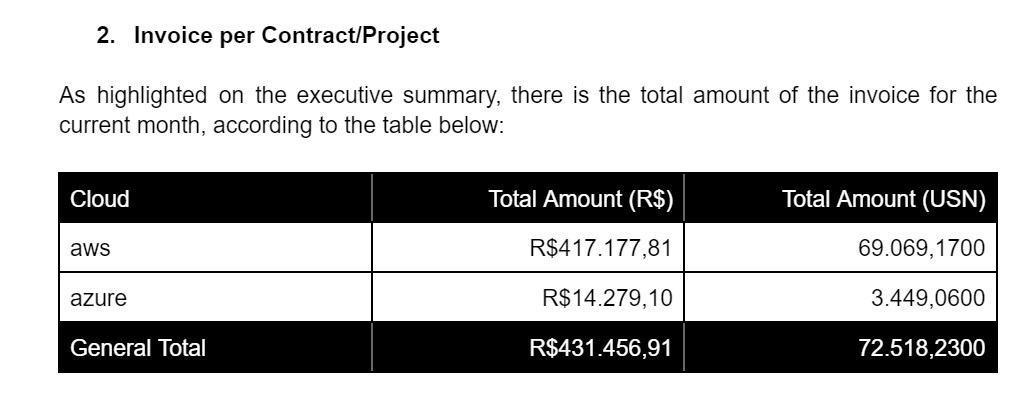 2. Invoice per Contract/Project
As highlighted on the executive summary, there is the total amount of the invoice for the
current month, according to the table below:
Cloud Total Amount (R$) Total Amount (USN)
aws R$417.177,81 69.069,1700
azure R$14.279,10 3.449,0600
General Total R$431.456,91 72.518,2300